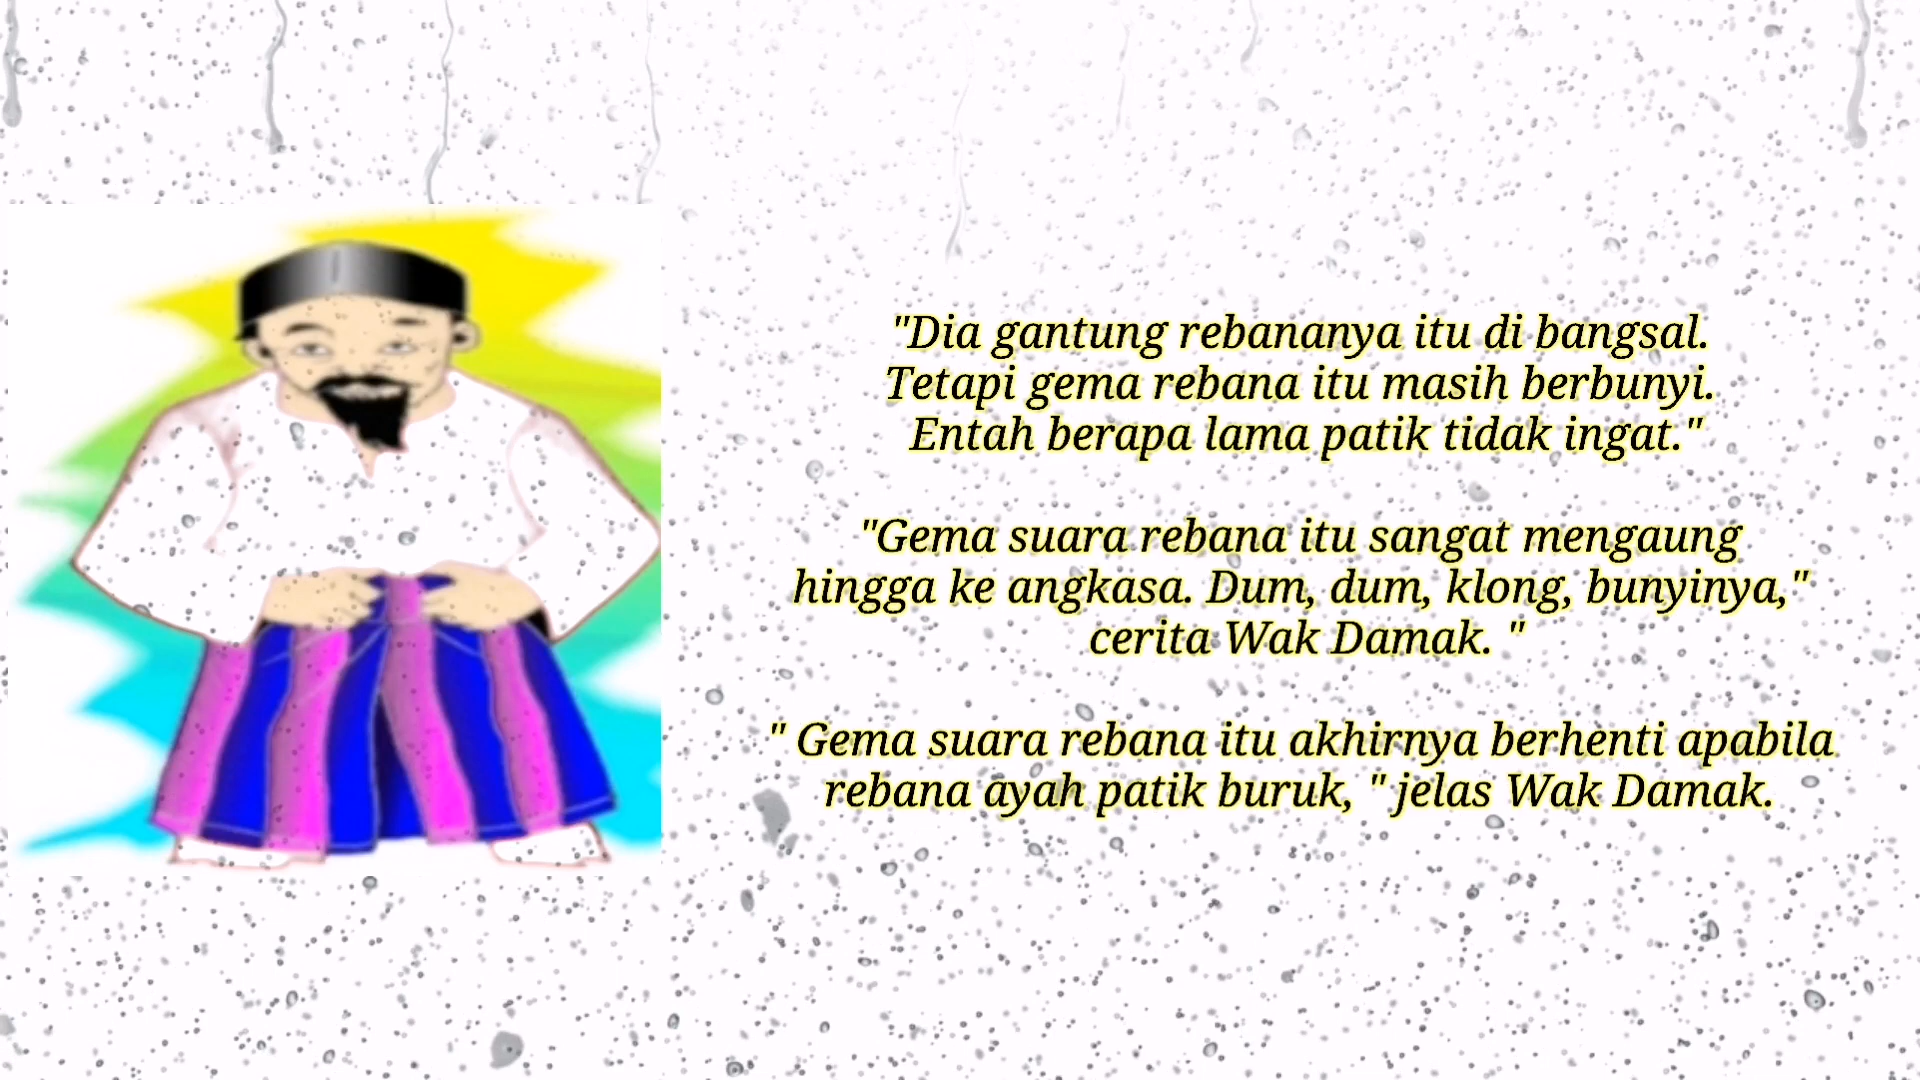 "Dia gantung rebananya itu di bangsal.
Tetapi gema rebana itu masih berbunyi.
Entah berapa lama patik tidak ingat."
"Gema suara rebana itu sangat mengaung
hingga ke angkasa. Dum, dum, klong, bunyinya,"
cerita Wak Damak. "
" Gema suara rebana itu akhirnya berhenti apabila
rebana ayah patik buruk, " jelas Wak Damak.